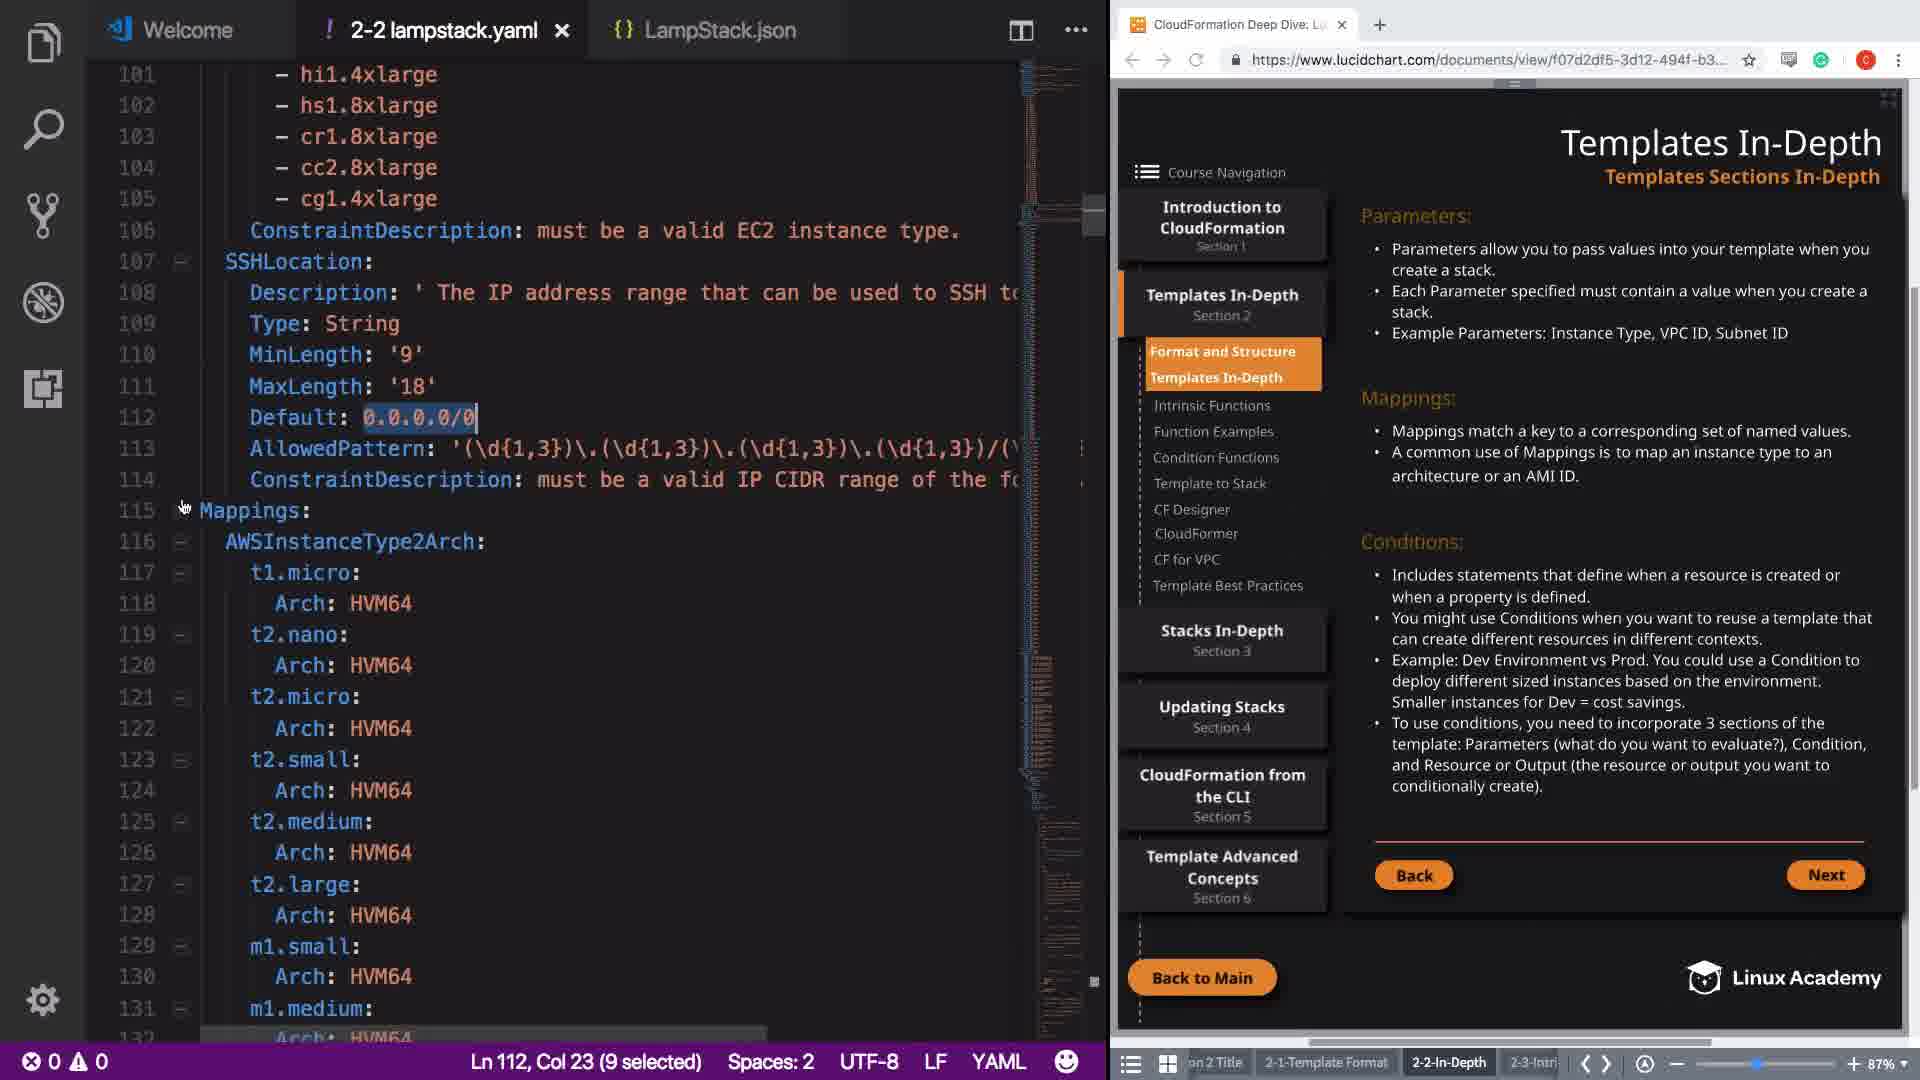 Welcome
! 2-2 lampstack.yaml ×
{} LampStack.json
101 - hi1.4xlarge
102 - hs1.8xlarge
103 - cr1.8xlarge
104 - cc2.8xlarge
105 - cg1.4xlarge
106 ConstraintDescription: must be a valid EC2 instance type.
107 SSHLocation:
108 Description: ' The IP address range that can be used to SSH to
109 Type: String
110 MinLength: '9'
111 MaxLength: '18'
112 Default: 0.0.0.0/0
113 AllowedPattern: '(\d{1,3})\.(\d{1,3})\.(\d{1,3})\.(\d{1,3})/(\
114 ConstraintDescription: must be a valid IP CIDR range of the fo
115 Mappings:
116 AWSInstanceType2Arch:
117 t1.micro:
118 Arch: HVM64
119 t2.nano:
120 Arch: HVM64
121 t2.micro:
122 Arch: HVM64
123 t2.small:
124 Arch: HVM64
125 t2.medium:
126 Arch: HVM64
127 t2.large:
128 Arch: HVM64
129 m1.small:
130 Arch: HVM64
131 m1.medium:
132 Arch: HVM64
0 0
Ln 112, Col 23 (9 selected)
Spaces: 2
UTF-8
LF
YAML
CloudFormation Deep Dive: Lu
https://www.lucidchart.com/documents/view/f07d2df5-3d12-494f-b3...
C
Templates In-Depth
Templates Sections In-Depth
Course Navigation
Introduction to
CloudFormation
Section 1
Templates In-Depth
Section 2
Format and Structure
Templates In-Depth
Intrinsic Functions
Function Examples
Condition Functions
Template to Stack
CF Designer
CloudFormer
CF for VPC
Template Best Practices
Stacks In-Depth
Section 3
Updating Stacks
Section 4
CloudFormation from
the CLI
Section 5
Template Advanced
Concepts
Section 6
Back to Main
Parameters:
• Parameters allow you to pass values into your template when you
create a stack.
• Each Parameter specified must contain a value when you create a
stack.
• Example Parameters: Instance Type, VPC ID, Subnet ID
Mappings:
• Mappings match a key to a corresponding set of named values.
• A common use of Mappings is to map an instance type to an
architecture or an AMI ID.
Conditions:
• Includes statements that define when a resource is created or
when a property is defined.
• You might use Conditions when you want to reuse a template that
can create different resources in different contexts.
• Example: Dev Environment vs Prod. You could use a Condition to
deploy different sized instances based on the environment.
Smaller instances for Dev = cost savings.
• To use conditions, you need to incorporate 3 sections of the
template: Parameters (what do you want to evaluate?), Condition,
and Resource or Output (the resource or output you want to
conditionally create).
Back
Next
Linux Academy
on 2 Title
2-1-Template Format
2-2-In-Depth
2-3-Intri
87%